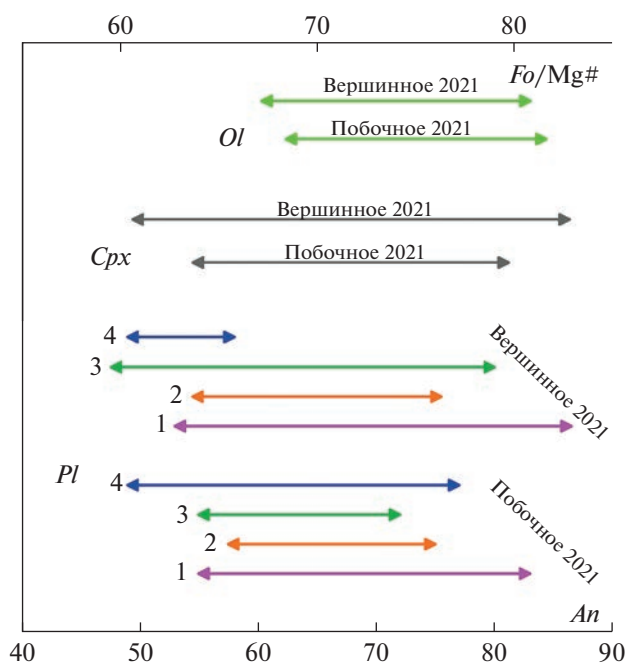 60 70 80
Fo/Mg#
Вершинное 2021
Ol
Побочное 2021
Вершинное 2021
Cpx
Побочное 2021
4
3
2
1
Вершинное 2021
Pl
4
3
2
1
Побочное 2021
An
40 50 60 70 80 90